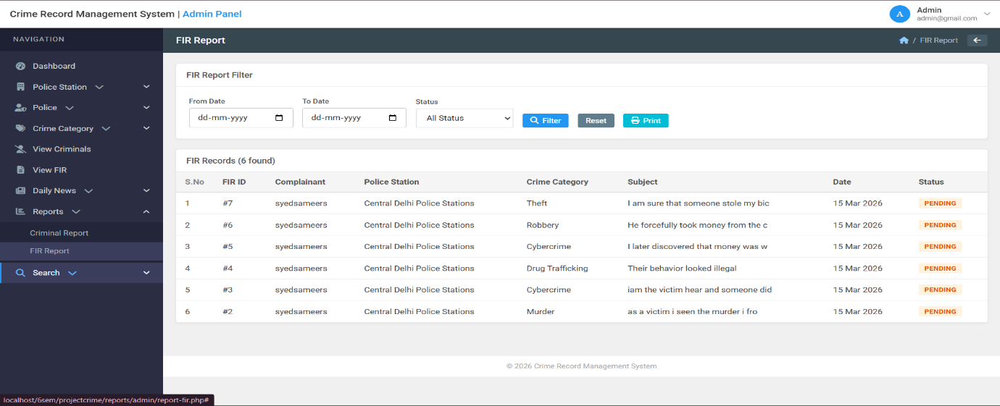 Crime Record Management System | Admin Panel
A
Admin
admin@gmail.com
NAVIGATION
Dashboard
Police Station
Police
Crime Category
View Criminals
View FIR
Daily News
Reports
Criminal Report
FIR Report
Search
FIR Report
/ FIR Report
FIR Report Filter
From Date To Date Status
dd-mm-yyyy dd-mm-yyyy All Status Filter Reset Print
FIR Records (6 found)
S.No FIR ID Complainant Police Station Crime Category Subject Date Status
1 #7 syedsameers Central Delhi Police Stations Theft I am sure that someone stole my bic 15 Mar 2026 PENDING
2 #6 syedsameers Central Delhi Police Stations Robbery He forcefully took money from the c 15 Mar 2026 PENDING
3 #5 syedsameers Central Delhi Police Stations Cybercrime I later discovered that money was w 15 Mar 2026 PENDING
4 #4 syedsameers Central Delhi Police Stations Drug Trafficking Their behavior looked illegal 15 Mar 2026 PENDING
5 #3 syedsameers Central Delhi Police Stations Cybercrime iam the victim hear and someone did 15 Mar 2026 PENDING
6 #2 syedsameers Central Delhi Police Stations Murder as a victim i seen the murder i fro 15 Mar 2026 PENDING
© 2026 Crime Record Management System
localhost/6sem/projectcrime/reports/admin/report-fir.php#